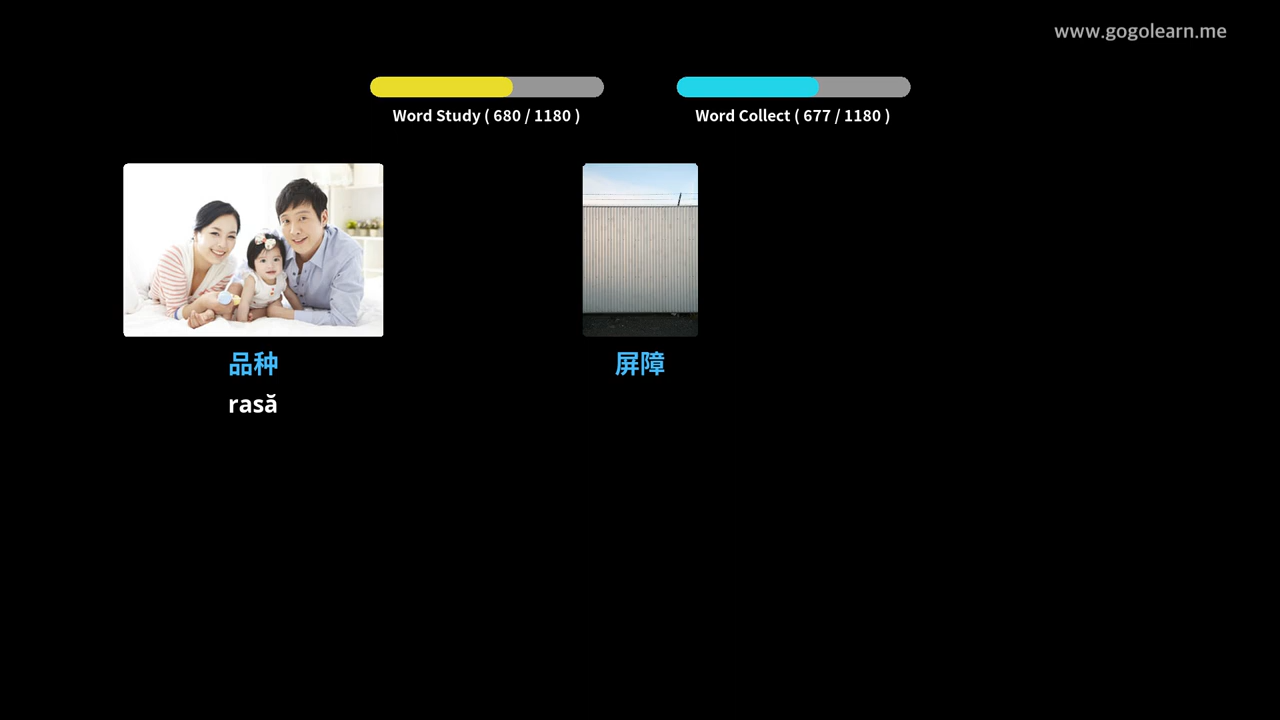 www.gogolearn.me
Word Study ( 680 / 1180 )
Word Collect ( 677 / 1180 )
品种
rasă
屏障